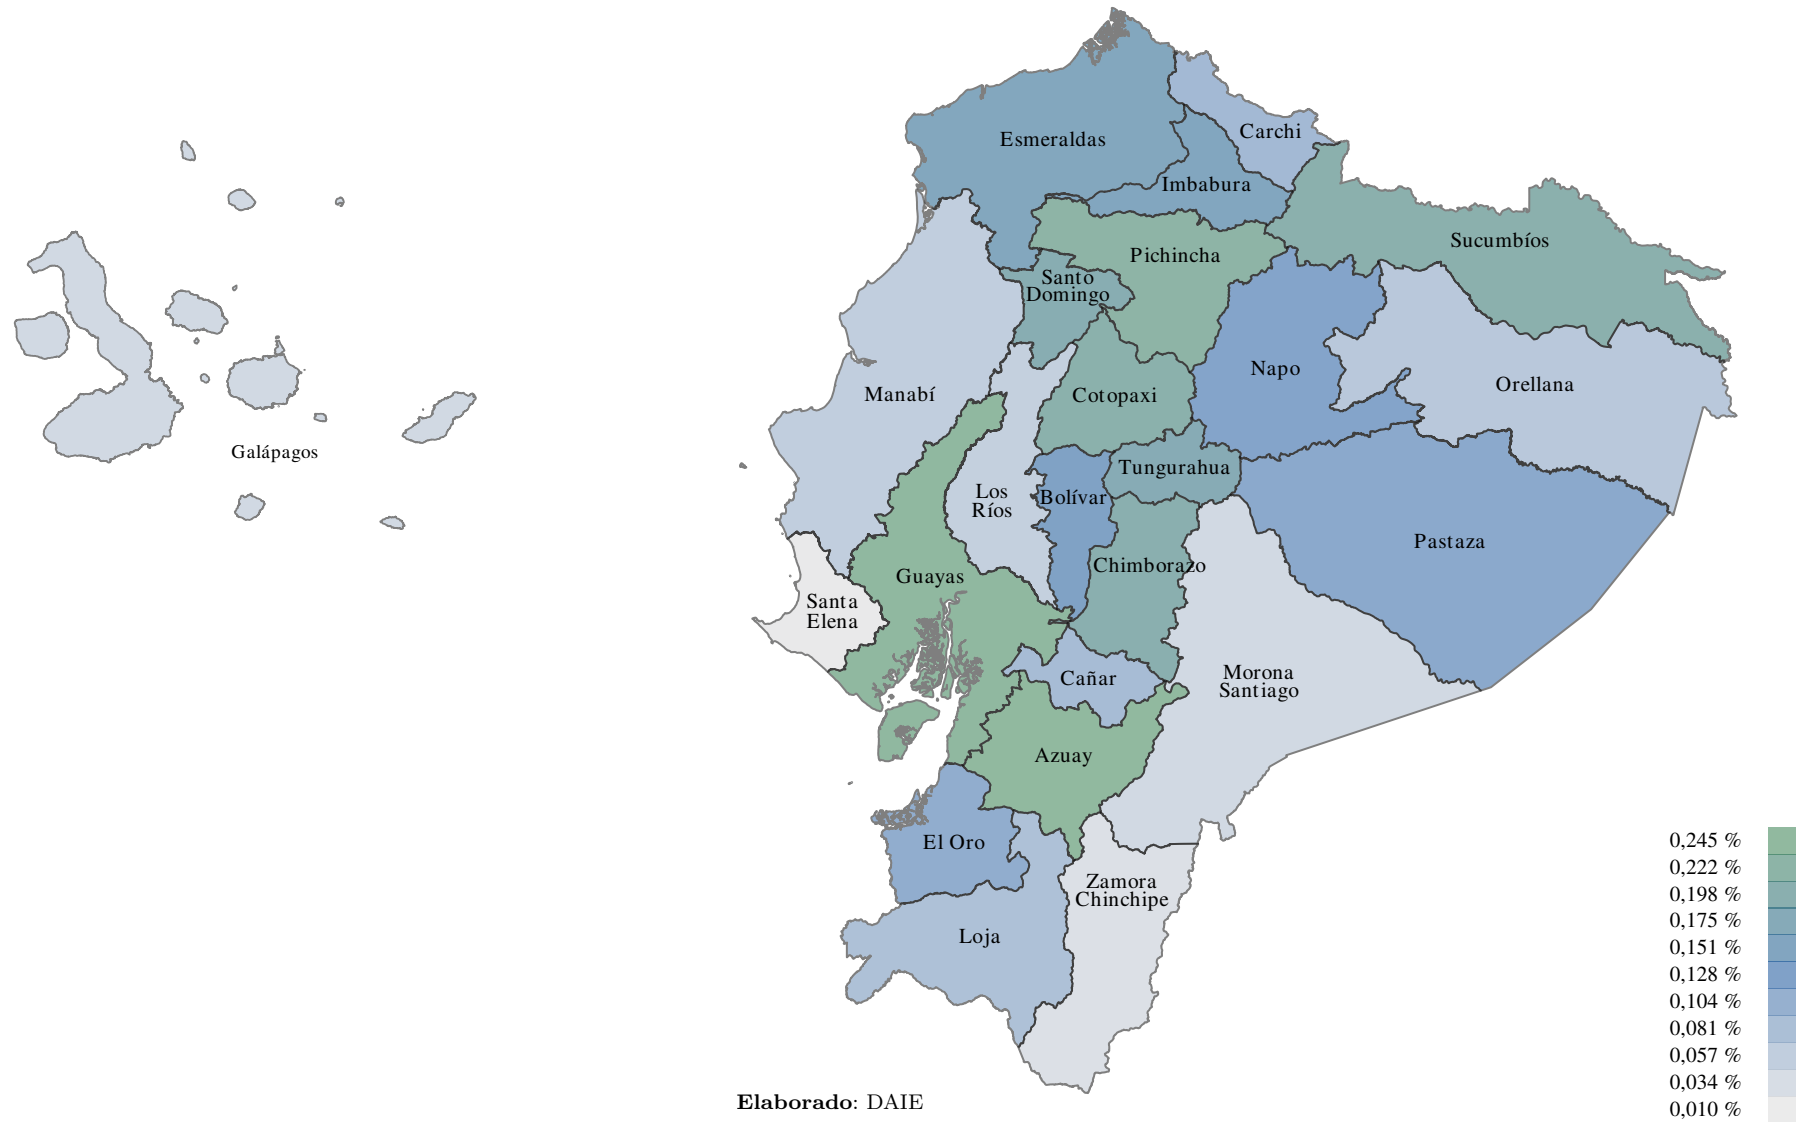 Esmeraldas
Carchi
Imbabura
Sucumbíos
Pichincha
Santo
Domingo
Napo
Orellana
Manabí
Cotopaxi
Galápagos
Tungurahua
Los
Ríos
Bolívar
Pastaza
Chimborazo
Guayas
Santa
Elena
Cañar
Morona
Santiago
Azuay
El Oro
Zamora
Chinchipe
Loja
0,245 %
0,222 %
0,198 %
0,175 %
0,151 %
0,128 %
0,104 %
0,081 %
0,057 %
0,034 %
0,010 %
Elaborado: DAIE